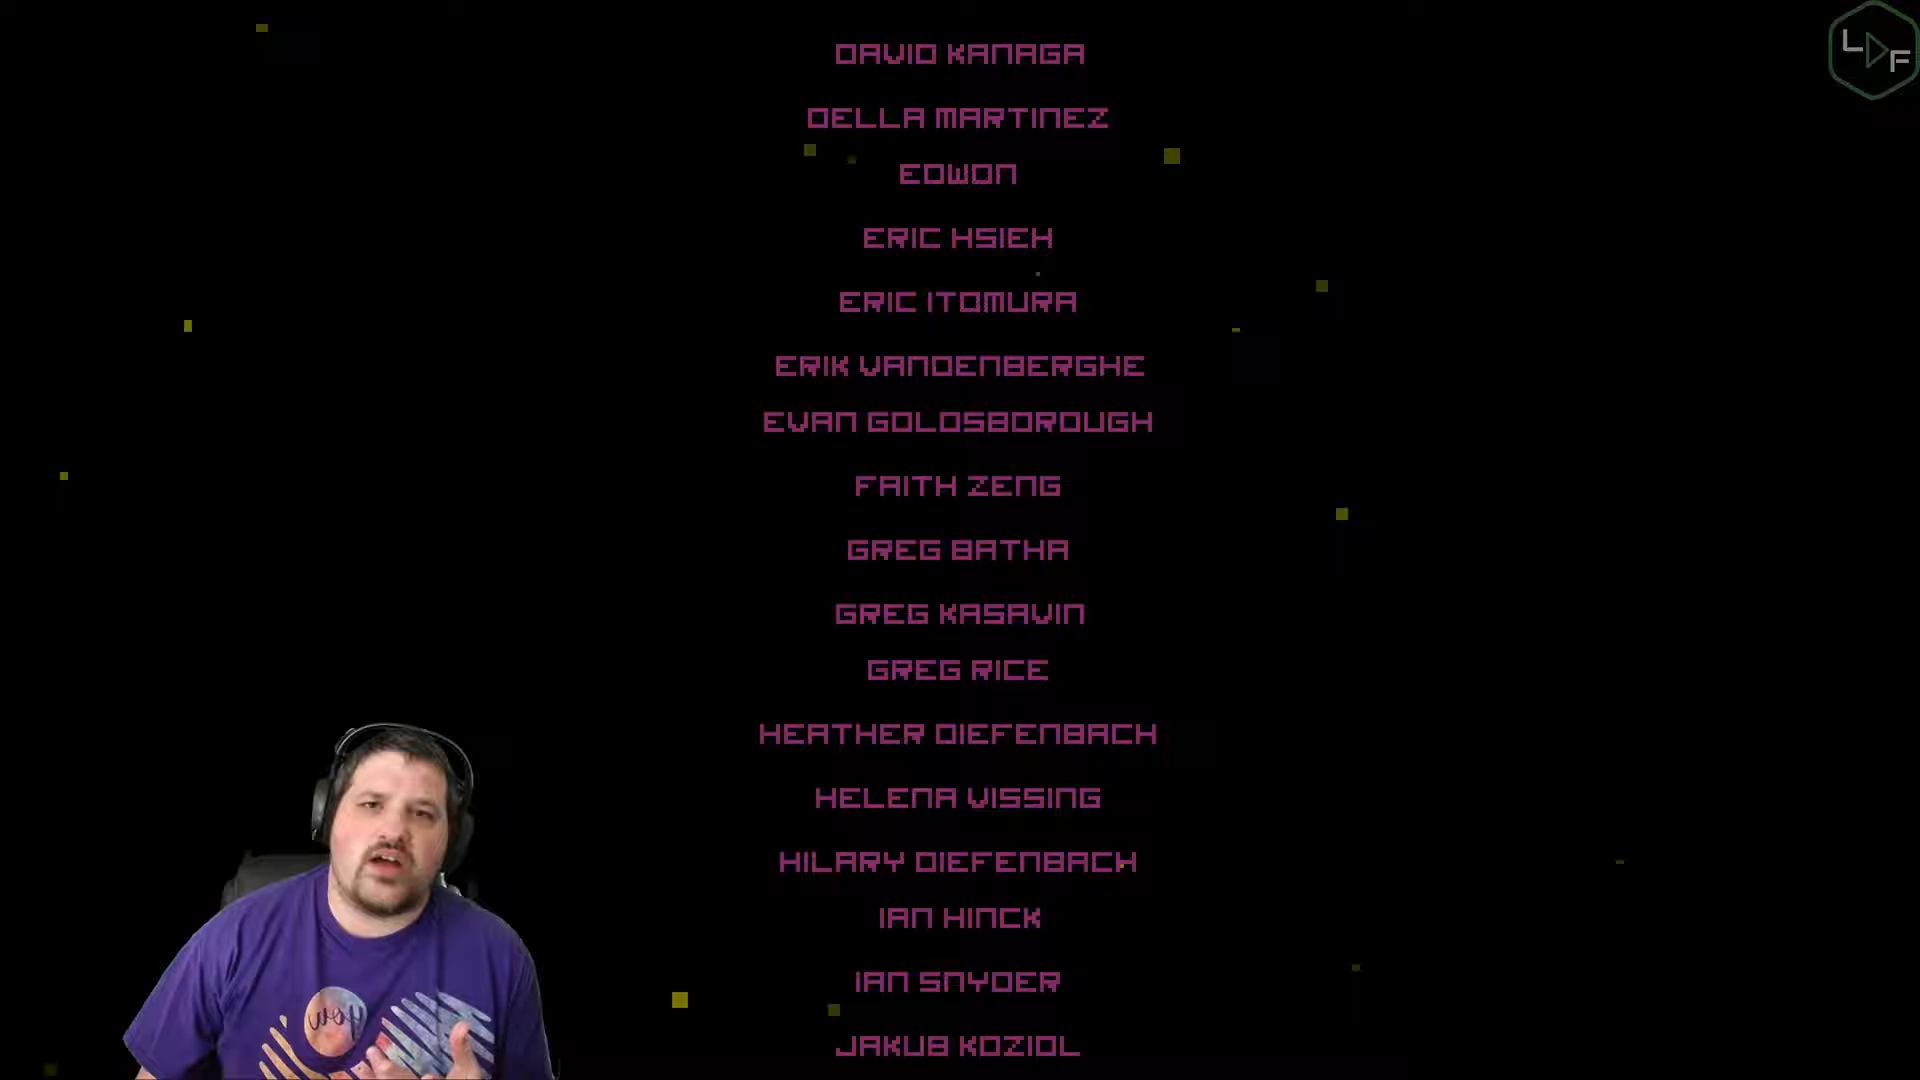 DAVID KANAGA
DELLA MARTINEZ
EDWON
ERIC HSIEH
ERIC ITOMURA
ERIK VANDENBERGHE
EVAN GOLDSBOROUGH
FAITH ZENG
GREG BATHA
GREG KASAVIN
GREG RICE
HEATHER DIEFENBACH
HELENA VISSING
HILARY DIEFENBACH
IAN HINCK
IAN SNYDER
JAKUB KOZIOL
L F
you